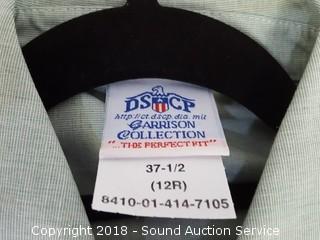 DSCP
http://ct.dscp.dla.mil
GARRISON
COLLECTION
"...THE PERFECT FIT"
37-1/2
(12R)
8410-01-414-7105
Copyright 2018 - Sound Auction Service